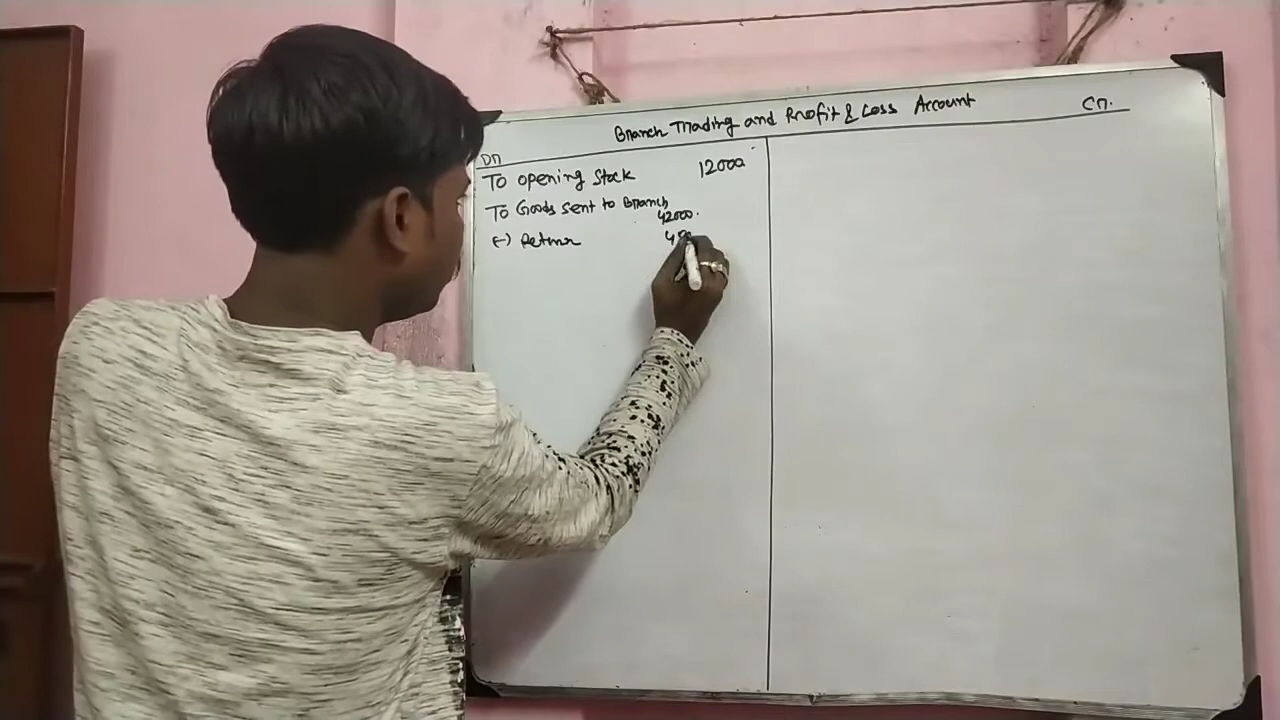 Branch Trading and Profit & Loss Account Cr.
Dr
To opening Stock 12000
To Goods Sent to Branch
42000.
(-) Return